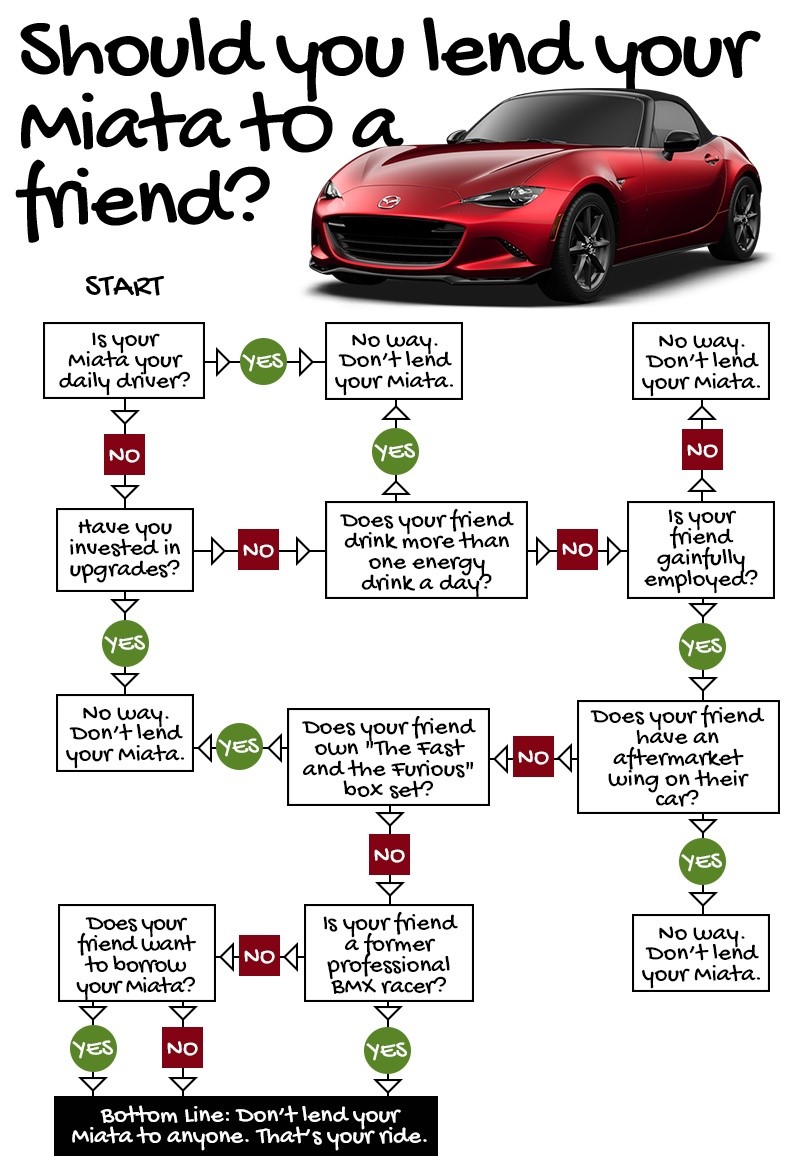 Should you lend your
Miata to a
friend?
START
Is your
Miata your
daily driver?
YES
No way.
Don't lend
your Miata.
No way.
Don't lend
your Miata.
NO
YES
NO
Have you
invested in
upgrades?
NO
Does your friend
drink more than
one energy
drink a day?
NO
Is your
friend
gainfully
employed?
YES
YES
No way.
Don't lend
your Miata.
YES
Does your friend
own "The Fast
and the Furious"
box set?
NO
Does your friend
have an
aftermarket
wing on their
car?
NO
YES
Does your
friend want
to borrow
your Miata?
NO
Is your friend
a former
professional
BMX racer?
No way.
Don't lend
your Miata.
YES
NO
YES
Bottom Line: Don't lend your
Miata to anyone. That's your ride.